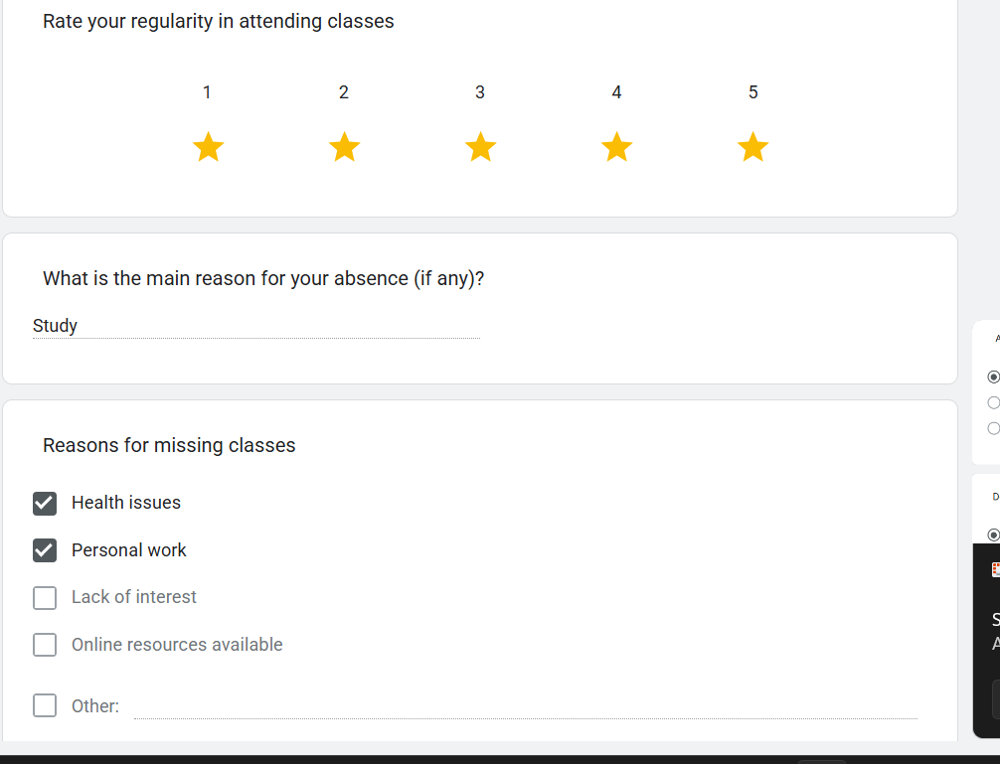 Rate your regularity in attending classes
1 2 3 4 5
What is the main reason for your absence (if any)?
Study
Reasons for missing classes
Health issues
Personal work
Lack of interest
Online resources available
Other: